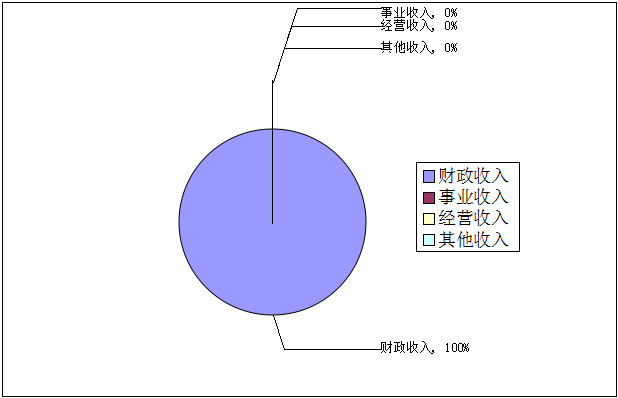 事业收入, 0%
经营收入, 0%
其他收入, 0%
财政收入
事业收入
经营收入
其他收入
财政收入, 100%